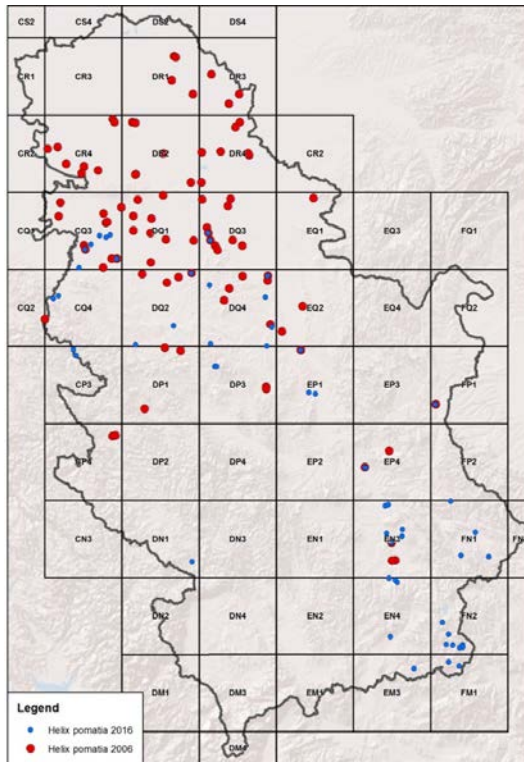 CS2 CS4 DS2 DS4
CR1 CR3 DR1 DR3
CR2 CR4 DR2 DR4 CR2
CQ1 CQ3 DQ1 DQ3 EQ1 EQ3 FQ1
CQ2 CQ4 DQ2 DQ4 EQ2 EQ4 FQ2
CP3 DP1 DP3 EP1 EP3 FP1
CP4 DP2 DP4 EP2 EP4 FP2
CN3 DN1 DN3 EN1 EN3 FN1
DN2 DN4 EN2 EN4 FN2
DM1 DM3 EM1 EM3 FM1
DM4
Legend
Helix pomatia 2016
Helix pomatia 2006